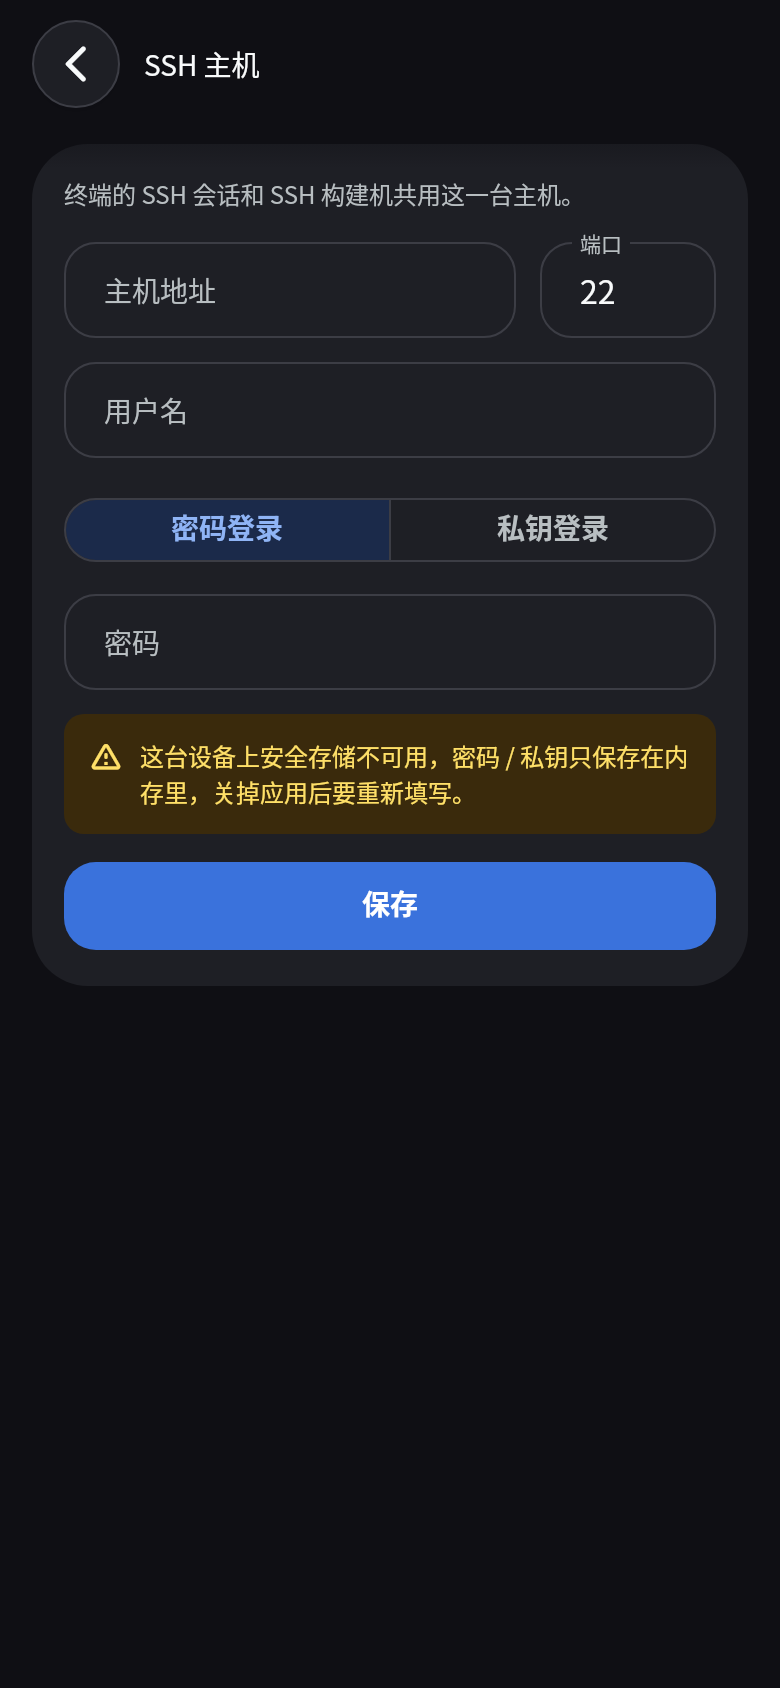 SSH 主机
终端的 SSH 会话和 SSH 构建机共用这一台主机。
端口
主机地址
22
用户名
密码登录
私钥登录
密码
这台设备上安全存储不可用，密码 / 私钥只保存在内
存里，关掉应用后要重新填写。
保存